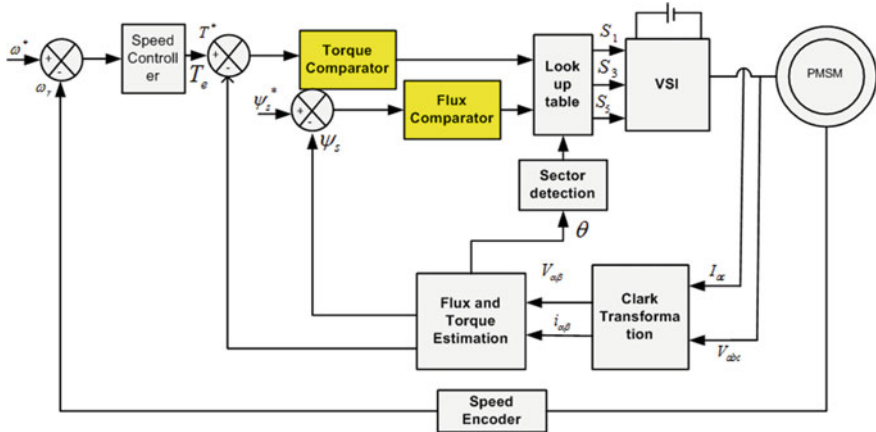 ω*
ω_r
Speed
Controll
er
T*
T_e
Torque
Comparator
ψ_s*
ψ_s
Flux
Comparator
Look
up
table
S_1
S_3
S_5
VSI
PMSM
Sector
detection
θ
Flux and
Torque
Estimation
V_αβ
i_αβ
Clark
Transforma
tion
V_abc
Speed
Encoder